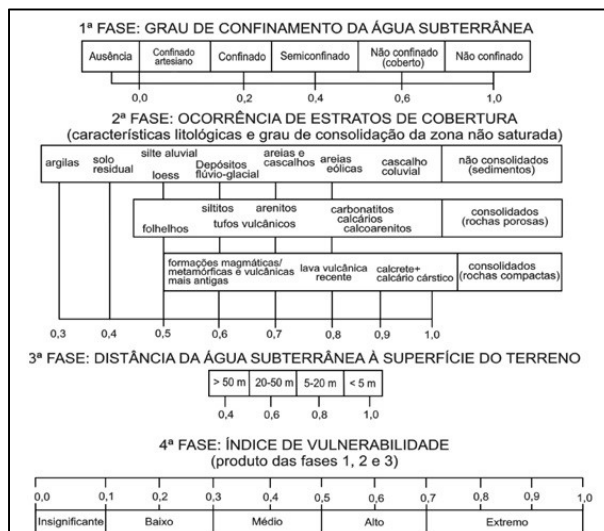 1ª FASE: GRAU DE CONFINAMENTO DA ÁGUA SUBTERRÂNEA
Ausência
Confinado artesiano
Confinado
Semiconfinado
Não confinado (coberto)
Não confinado
0,0 0,2 0,4 0,6 1,0
2ª FASE: OCORRÊNCIA DE ESTRATOS DE COBERTURA
(características litológicas e grau de consolidação da zona não saturada)
argilas
solo residual
silte aluvial
loess
Depósitos flúvio-glacial
areias e cascalhos
areias eólicas
cascalho coluvial
não consolidados (sedimentos)
folhelhos
siltitos
tufos vulcânicos
arenitos
carbonatitos
calcários
calcoarenitos
consolidados (rochas porosas)
formações magmáticas/
metamórficas e vulcânicas
mais antigas
lava vulcânica
recente
calcrete+
calcário cárstico
consolidados
(rochas compactas)
0,3 0,4 0,5 0,6 0,7 0,8 0,9 1,0
3ª FASE: DISTÂNCIA DA ÁGUA SUBTERRÂNEA À SUPERFÍCIE DO TERRENO
> 50 m 20-50 m 5-20 m < 5 m
0,4 0,6 0,8 1,0
4ª FASE: ÍNDICE DE VULNERABILIDADE
(produto das fases 1, 2 e 3)
0,0 0,1 0,2 0,3 0,4 0,5 0,6 0,7 0,8 0,9 1,0
Insignificante Baixo Médio Alto Extremo